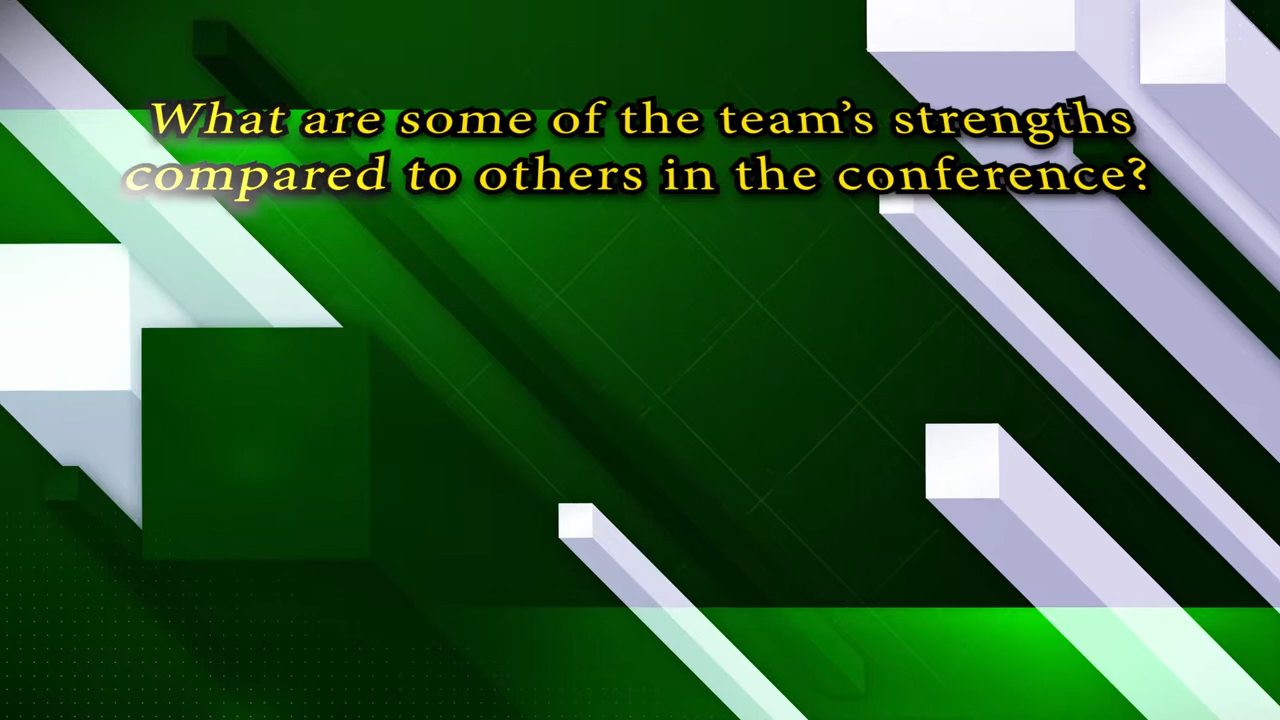 What are some of the team’s strengths
compared to others in the conference?